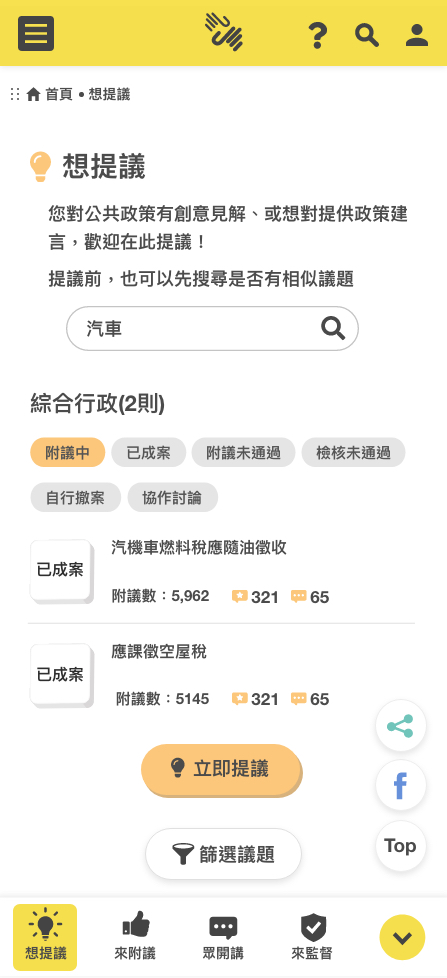 首頁 • 想提議
想提議
您對公共政策有創意見解、或想對提供政策建
言，歡迎在此提議！
提議前，也可以先搜尋是否有相似議題
汽車
綜合行政(2則)
附議中 已成案 附議未通過 檢核未通過
自行撤案 協作討論
已成案
汽機車燃料稅應隨油徵收
附議數：5,962 321 65
已成案
應課徵空屋稅
附議數：5145 321 65
立即提議
篩選議題
Top
想提議 來附議 眾開講 來監督